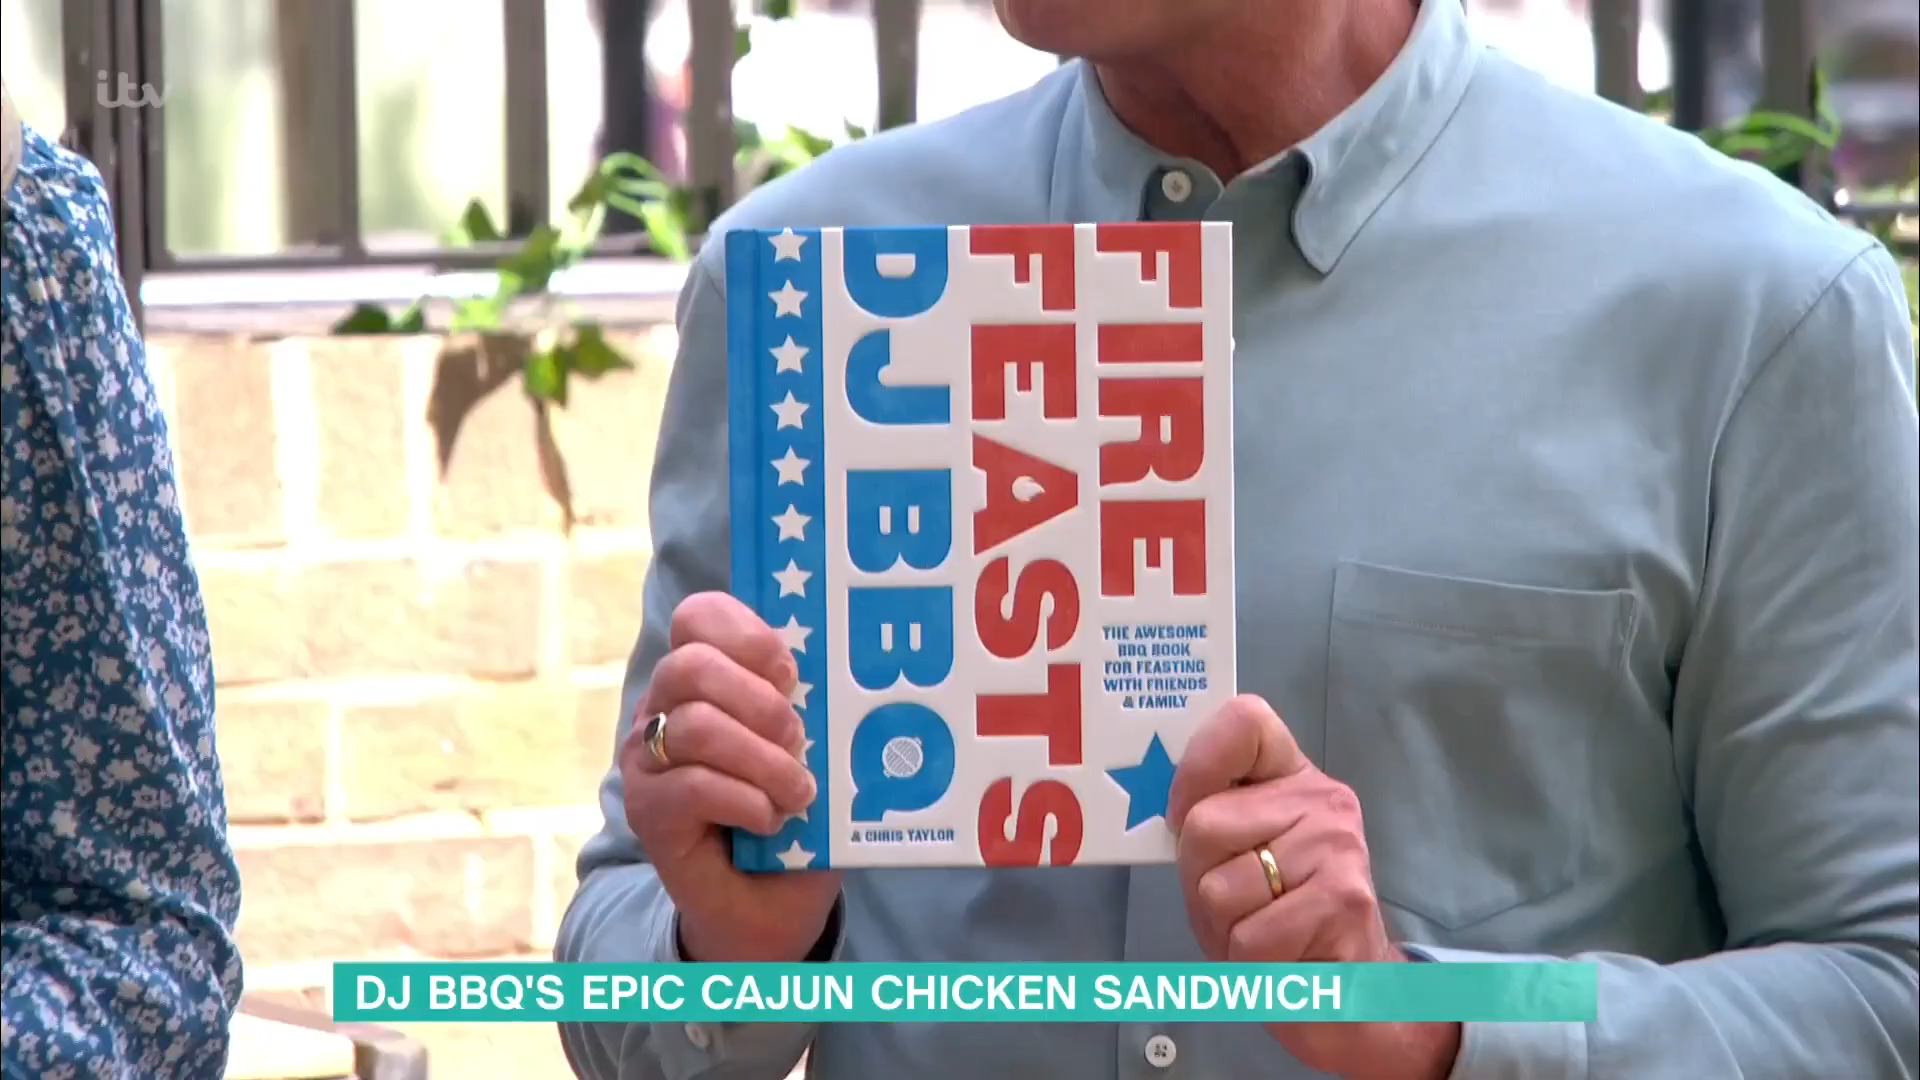 itv
FIRE
FEASTS
DJ BBQ
& CHRIS TAYLOR
THE AWESOME
BBQ BOOK
FOR FEASTING
WITH FRIENDS
& FAMILY
DJ BBQ'S EPIC CAJUN CHICKEN SANDWICH